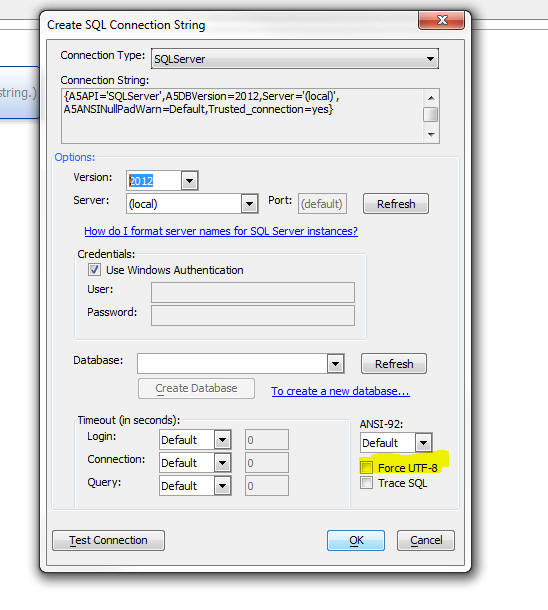 Create SQL Connection String
string.)
Connection Type: SQLServer
Connection String:
{A5API='SQLServer',A5DBVersion=2012,Server='(local)',
A5ANSINullPadWarn=Default,Trusted_connection=yes}
Options:
Version: 2012
Server: (local) Port: (default) Refresh
How do I format server names for SQL Server instances?
Credentials:
Use Windows Authentication
User:
Password:
Database: Refresh
Create Database To create a new database...
Timeout (in seconds): ANSI-92:
Login: Default 0 Default
Connection: Default 0 Force UTF-8
Query: Default 0 Trace SQL
Test Connection OK Cancel